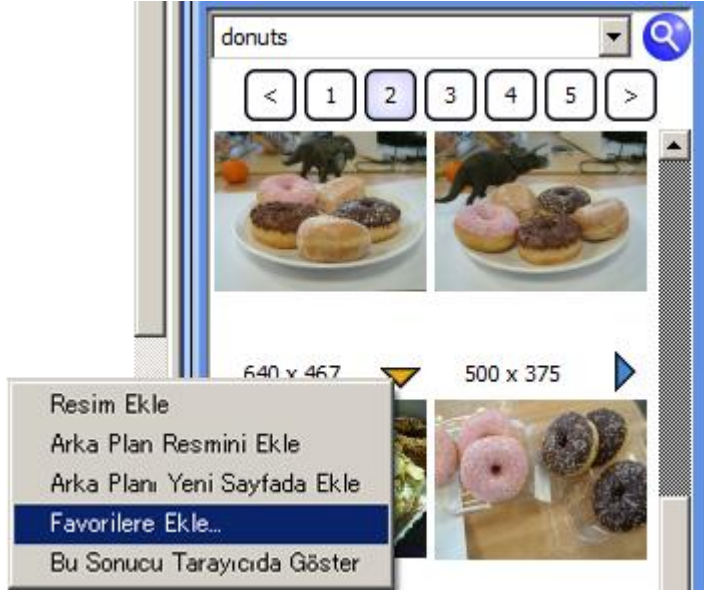 donuts
< 1 2 3 4 5 >
640 x 467 500 x 375
Resim Ekle
Arka Plan Resmini Ekle
Arka Planı Yeni Sayfada Ekle
Favorilere Ekle...
Bu Sonucu Tarayıcıda Göster